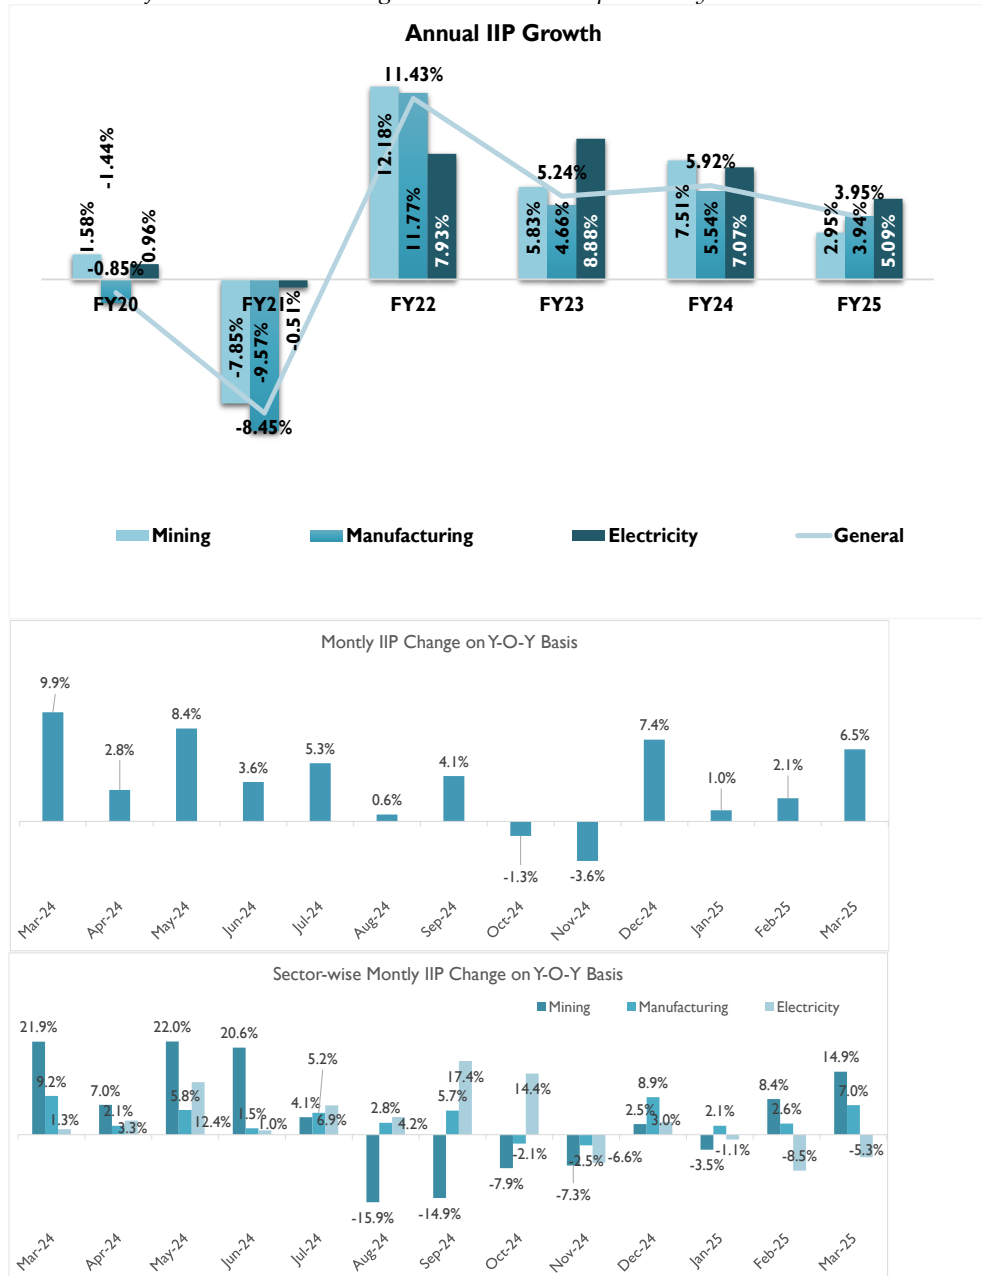 Annual IIP Growth
11.43%
1.58%
-1.44%
0.96%
-0.85%
-7.85%
-9.57%
-0.51%
-8.45%
12.18%
11.77%
7.93%
5.24%
5.83%
4.66%
8.88%
5.92%
7.51%
5.54%
7.07%
3.95%
2.95%
3.94%
5.09%
FY20 FY21 FY22 FY23 FY24 FY25
Mining Manufacturing Electricity General
Montly IIP Change on Y-O-Y Basis
9.9% 2.8% 8.4% 3.6% 5.3% 0.6% 4.1% -1.3% -3.6% 7.4% 1.0% 2.1% 6.5%
Mar-24 Apr-24 May-24 Jun-24 Jul-24 Aug-24 Sep-24 Oct-24 Nov-24 Dec-24 Jan-25 Feb-25 Mar-25
Sector-wise Montly IIP Change on Y-O-Y Basis
Mining Manufacturing Electricity
21.9% 9.2% 1.3%
7.0% 2.1% 3.3%
22.0% 5.8% 12.4%
20.6% 1.5% 1.0%
4.1% 5.2% 6.9%
-15.9% 2.8% 4.2%
-14.9% 5.7% 17.4%
-7.9% -2.1% 14.4%
-7.3% -2.5% -6.6%
2.5% 8.9% 3.0%
-3.5% 2.1% -1.1%
8.4% 2.6% -8.5%
14.9% 7.0% -5.3%
Mar-24 Apr-24 May-24 Jun-24 Jul-24 Aug-24 Sep-24 Oct-24 Nov-24 Dec-24 Jan-25 Feb-25 Mar-25